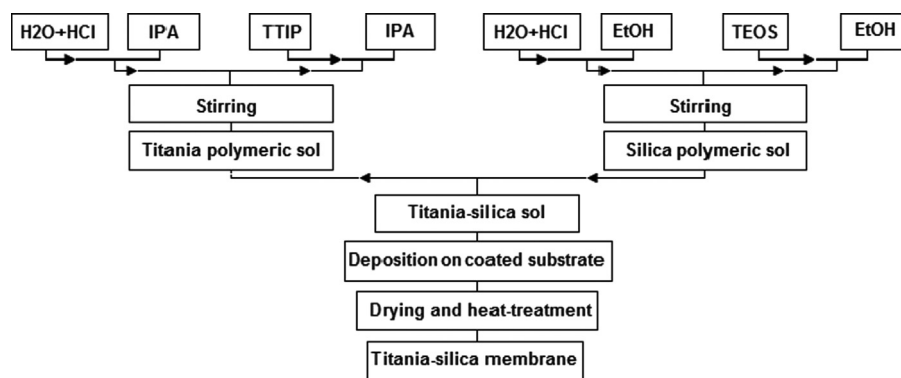 H2O+HCl
IPA
TTIP
IPA
H2O+HCl
EtOH
TEOS
EtOH
Stirring
Stirring
Titania polymeric sol
Silica polymeric sol
Titania-silica sol
Deposition on coated substrate
Drying and heat-treatment
Titania-silica membrane